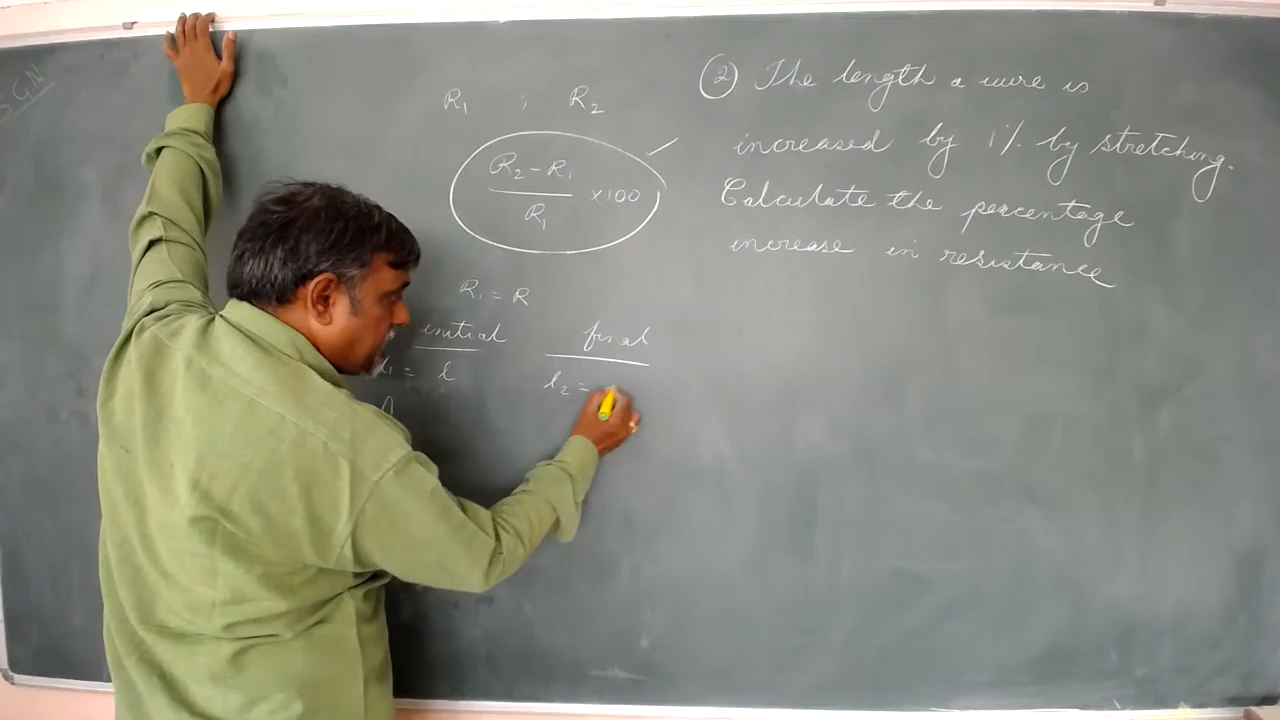 S G N
R₁ ; R₂
R₂ - R₁
R₁
×100
R₁ = R
initial final
l₁ = l l₂ =
A
② The length a wire is
increased by 1% by stretching.
Calculate the percentage
increase in resistance